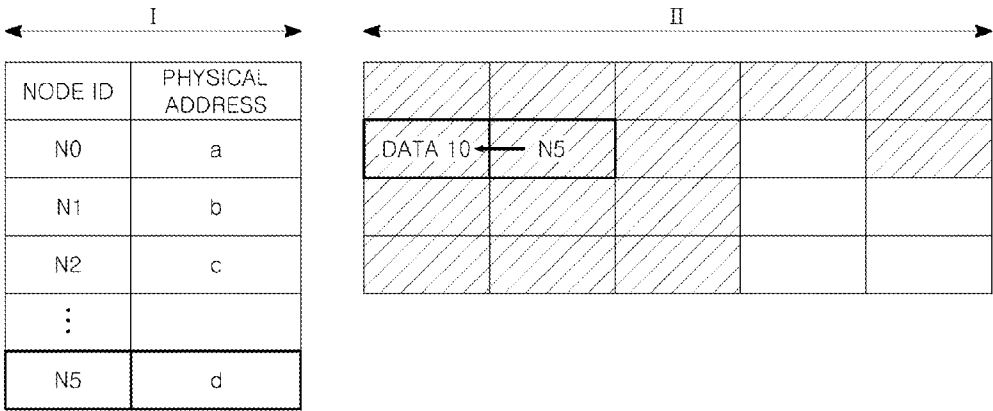 I
II
NODE ID
PHYSICAL
ADDRESS
N0
a
N1
b
N2
c
⋮
N5
d
DATA 10
N5